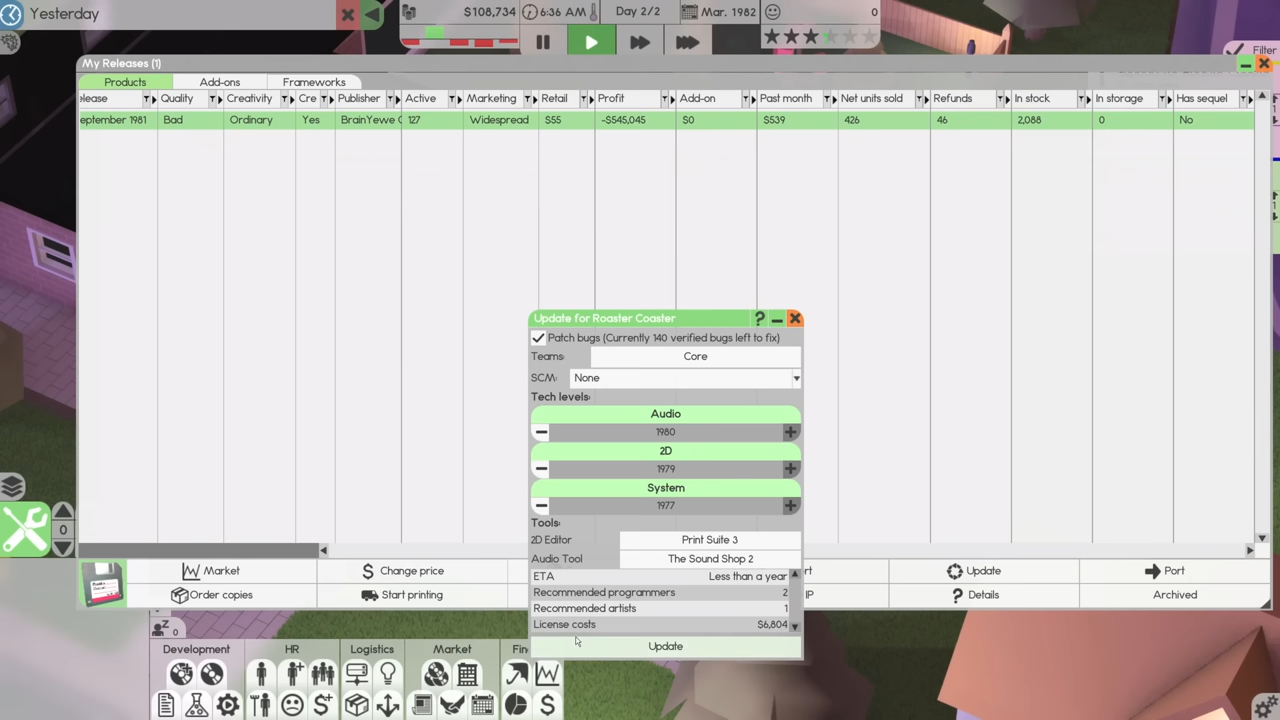 Yesterday
$108,734
6:36 AM
Day 2/2
Mar. 1982
0
Filter
My Releases (1)
Products
Add-ons
Frameworks
elease
Quality
Creativity
Cre
Publisher
Active
Marketing
Retail
Profit
Add-on
Past month
Net units sold
Refunds
In stock
In storage
Has sequel
eptember 1981
Bad
Ordinary
Yes
BrainYewe C
127
Widespread
$55
-$545,045
$0
$539
426
46
2,088
0
No
Update for Roaster Coaster
?
Patch bugs (Currently 140 verified bugs left to fix)
Teams:
Core
SCM:
None
Tech levels:
Audio
1980
2D
1979
System
1977
Tools:
2D Editor
Print Suite 3
Audio Tool
The Sound Shop 2
ETA
Less than a year
Recommended programmers
2
Recommended artists
1
License costs
$6,804
Update
0
Market
Change price
rt
Update
Port
Order copies
Start printing
IP
Details
Archived
Z 0
Development
HR
Logistics
Market
Fin